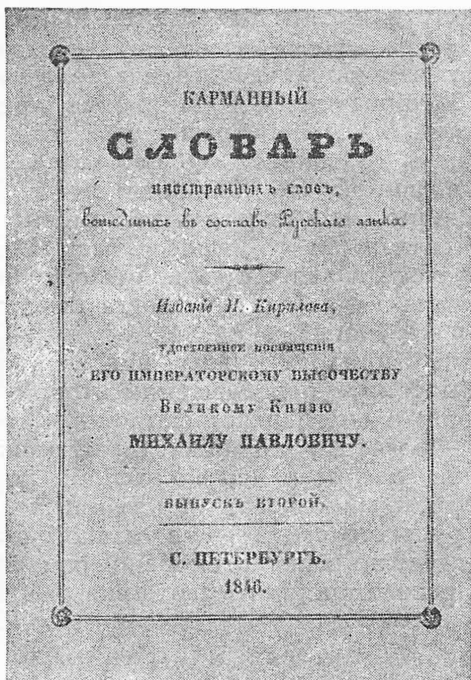 КАРМАННЫЙ
СЛОВАРЬ
иностранныхъ словъ,
вошедшихъ въ составъ Русскаго языка.
Изданіе Н. Кирилова,
удостоенное посвященія
ЕГО ИМПЕРАТОРСКОМУ ВЫСОЧЕСТВУ
Великому Князю
МИХАИЛУ ПАВЛОВИЧУ.
ВЫПУСКЪ ВТОРОЙ.
С. ПЕТЕРБУРГЪ.
1846.